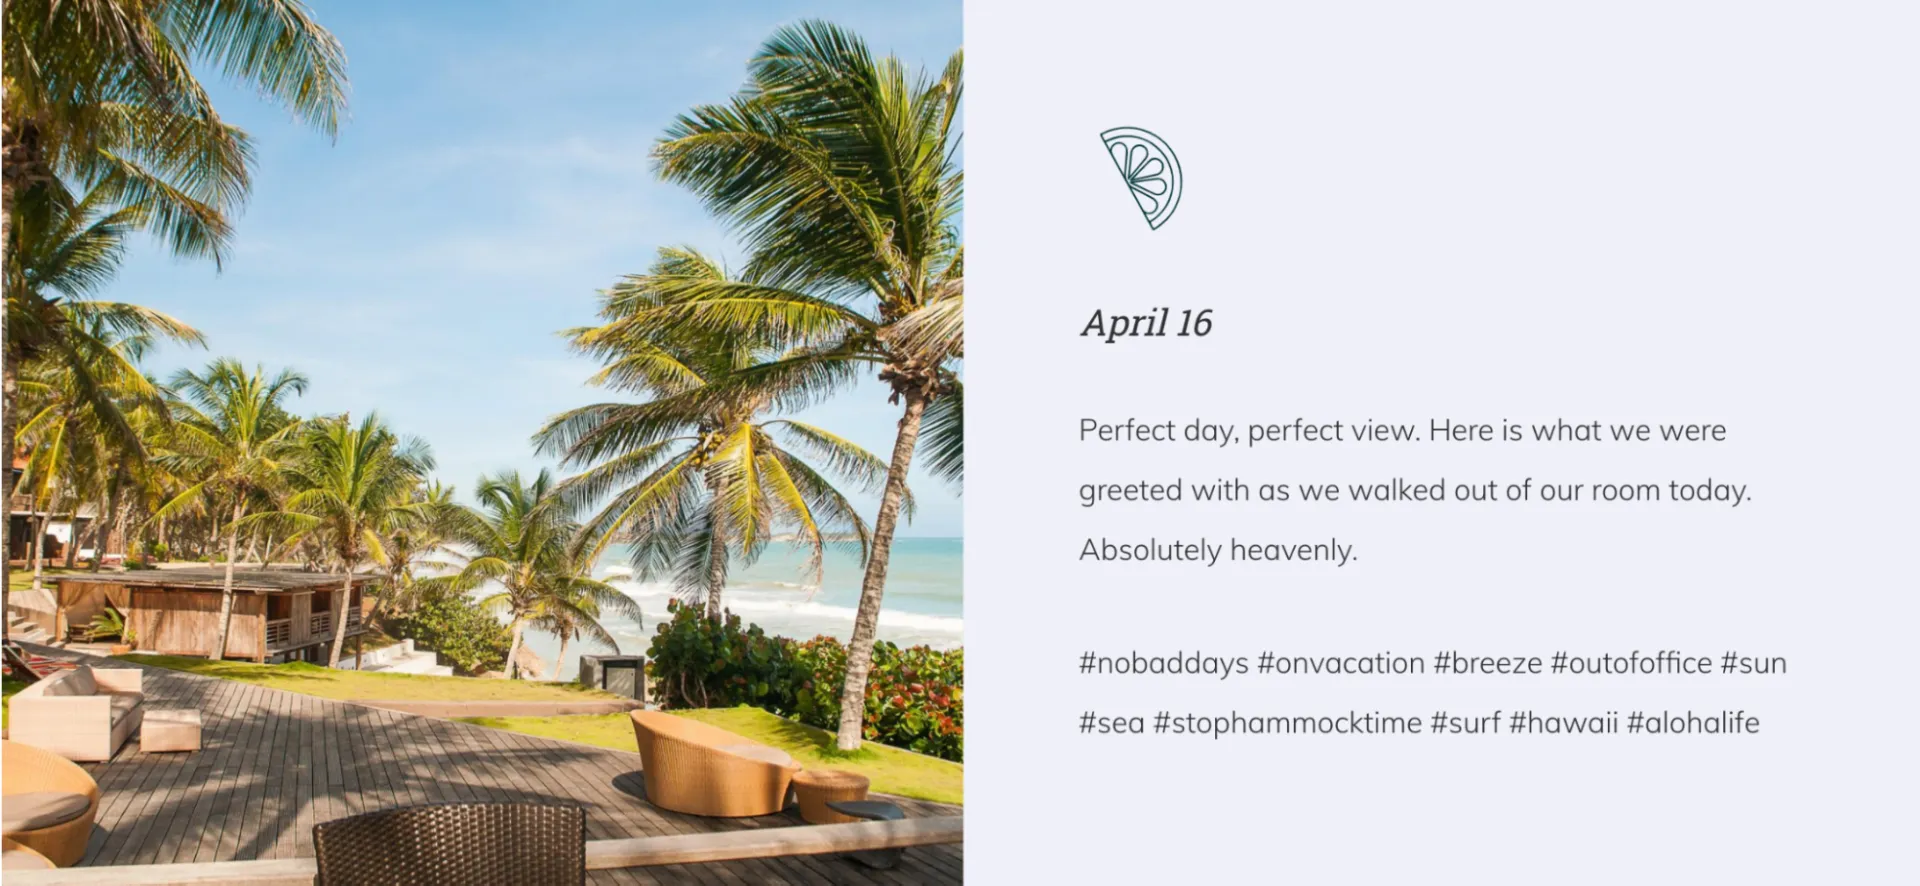 April 16
Perfect day, perfect view. Here is what we were
greeted with as we walked out of our room today.
Absolutely heavenly.
#nobaddays #onvacation #breeze #outofoffice #sun
#sea #stophammocktime #surf #hawaii #alohalife